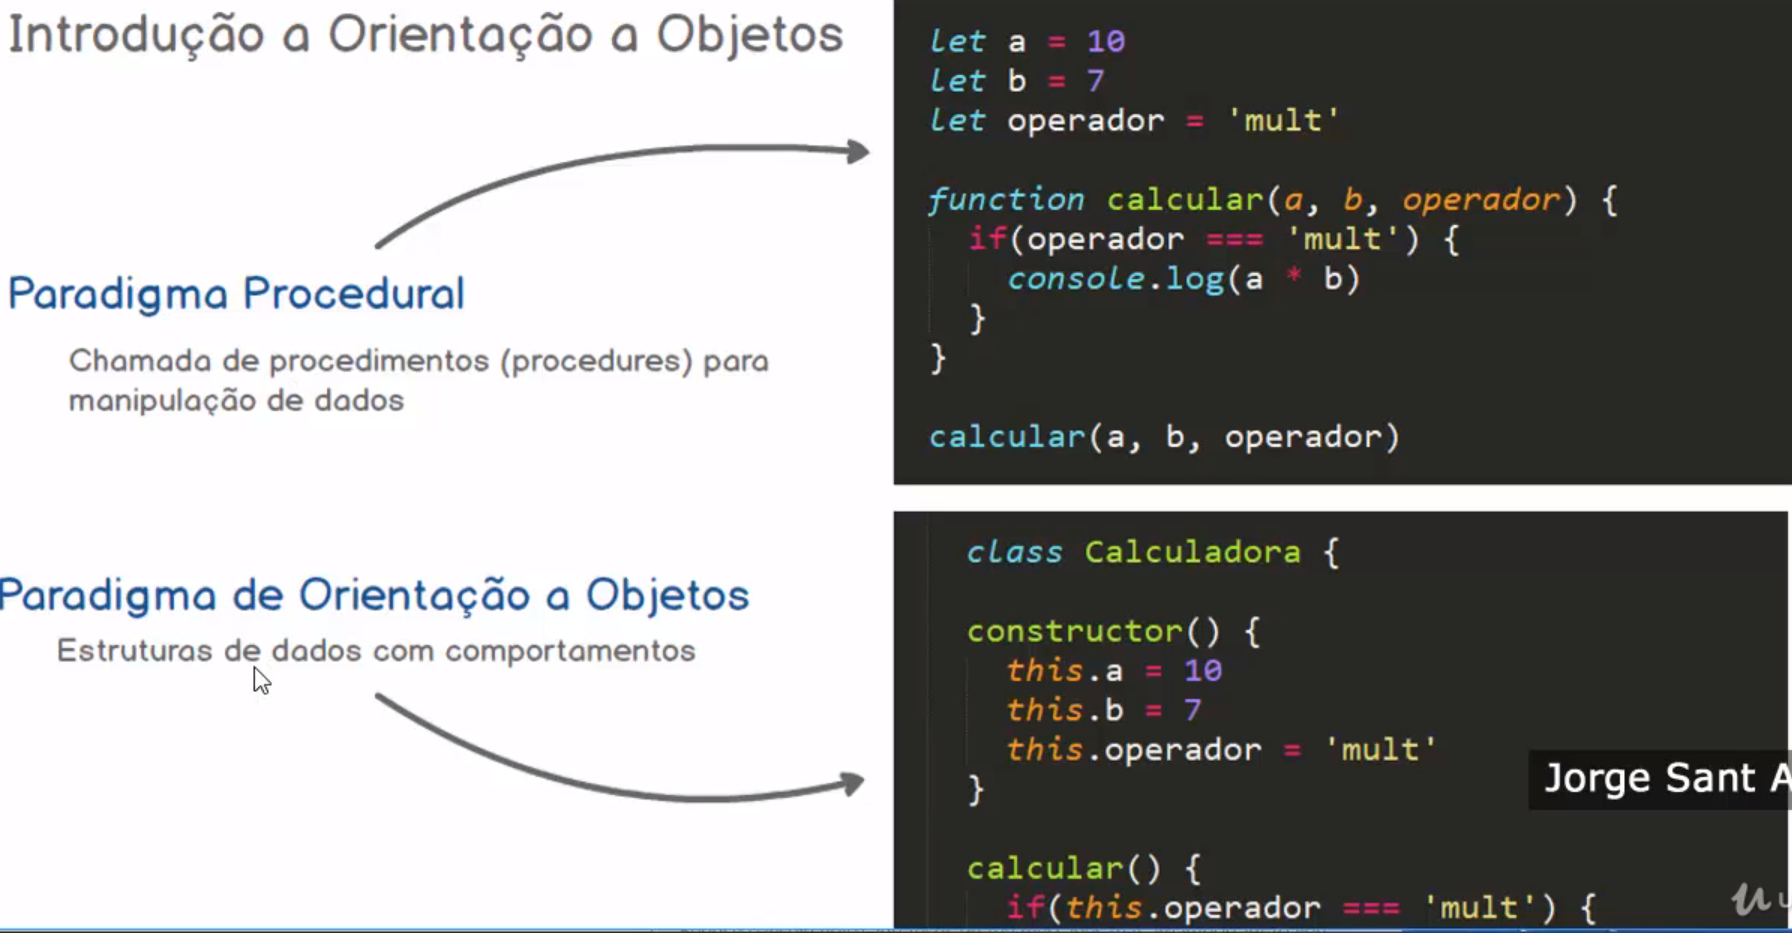 Introdução a Orientação a Objetos
Paradigma Procedural
Chamada de procedimentos (procedures) para
manipulação de dados
let a = 10
let b = 7
let operador = 'mult'
function calcular(a, b, operador) {
if(operador === 'mult') {
console.log(a * b)
}
}
calcular(a, b, operador)
Paradigma de Orientação a Objetos
Estruturas de dados com comportamentos
class Calculadora {
constructor() {
this.a = 10
this.b = 7
this.operador = 'mult'
}
calcular() {
if(this.operador === 'mult') {
Jorge Sant A